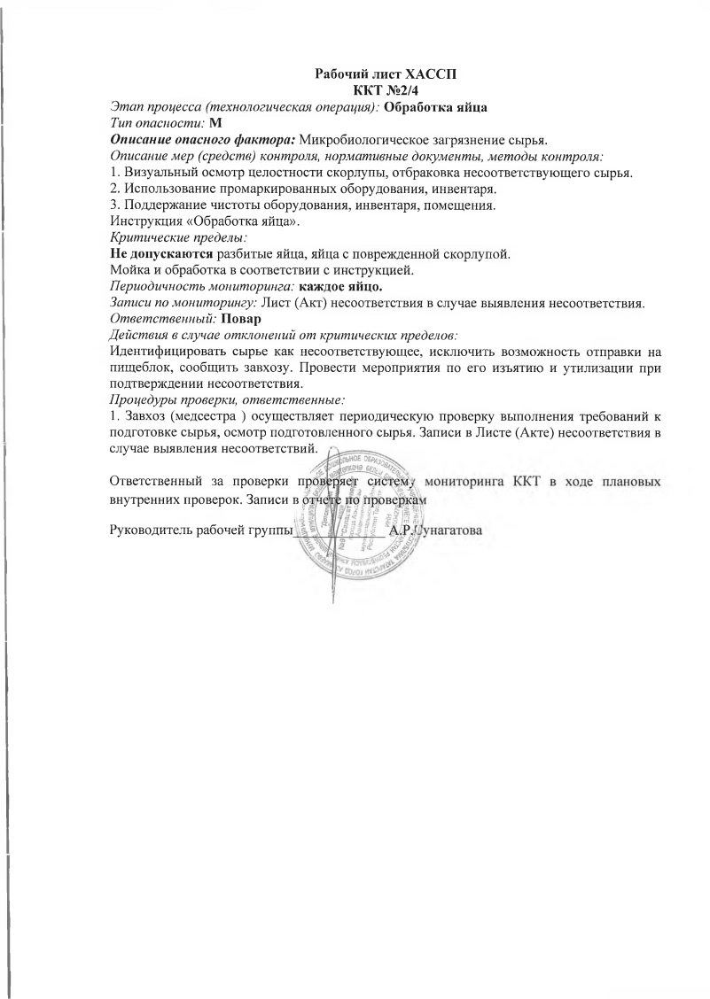 Рабочий лист ХАССП
ККТ №2/4
Этап процесса (технологическая операция): Обработка яйца
Тип опасности: М
Описание опасного фактора: Микробиологическое загрязнение сырья.
Описание мер (средств) контроля, нормативные документы, методы контроля:
1. Визуальный осмотр целостности скорлупы, отбраковка несоответствующего сырья.
2. Использование промаркированных оборудования, инвентаря.
3. Поддержание чистоты оборудования, инвентаря, помещения.
Инструкция «Обработка яйца».
Критические пределы:
Не допускаются разбитые яйца, яйца с поврежденной скорлупой.
Мойка и обработка в соответствии с инструкцией.
Периодичность мониторинга: каждое яйцо.
Записи по мониторингу: Лист (Акт) несоответствия в случае выявления несоответствия.
Ответственный: Повар
Действия в случае отклонений от критических пределов:
Идентифицировать сырье как несоответствующее, исключить возможность отправки на
пищеблок, сообщить завхозу. Провести мероприятия по его изъятию и утилизации при
подтверждении несоответствия.
Процедуры проверки, ответственные:
1. Завхоз (медсестра ) осуществляет периодическую проверку выполнения требований к
подготовке сырья, осмотр подготовленного сырья. Записи в Листе (Акте) несоответствия в
случае выявления несоответствий.
Ответственный за проверки проверяет систему мониторинга ККТ в ходе плановых
внутренних проверок. Записи в отчете по проверкам
Руководитель рабочей группы_____________ А.Р.Сунагатова